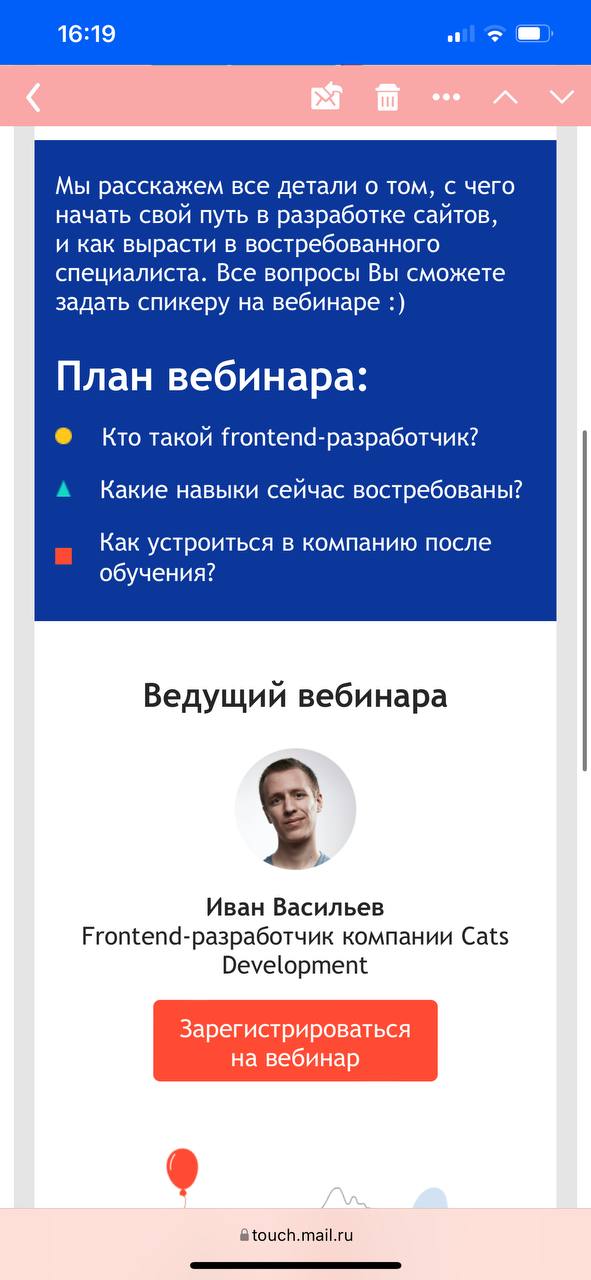 16:19
Мы расскажем все детали о том, с чего
начать свой путь в разработке сайтов,
и как вырасти в востребованного
специалиста. Все вопросы Вы сможете
задать спикеру на вебинаре :)
План вебинара:
Кто такой frontend-разработчик?
Какие навыки сейчас востребованы?
Как устроиться в компанию после
обучения?
Ведущий вебинара
Иван Васильев
Frontend-разработчик компании Cats
Development
Зарегистрироваться
на вебинар
touch.mail.ru